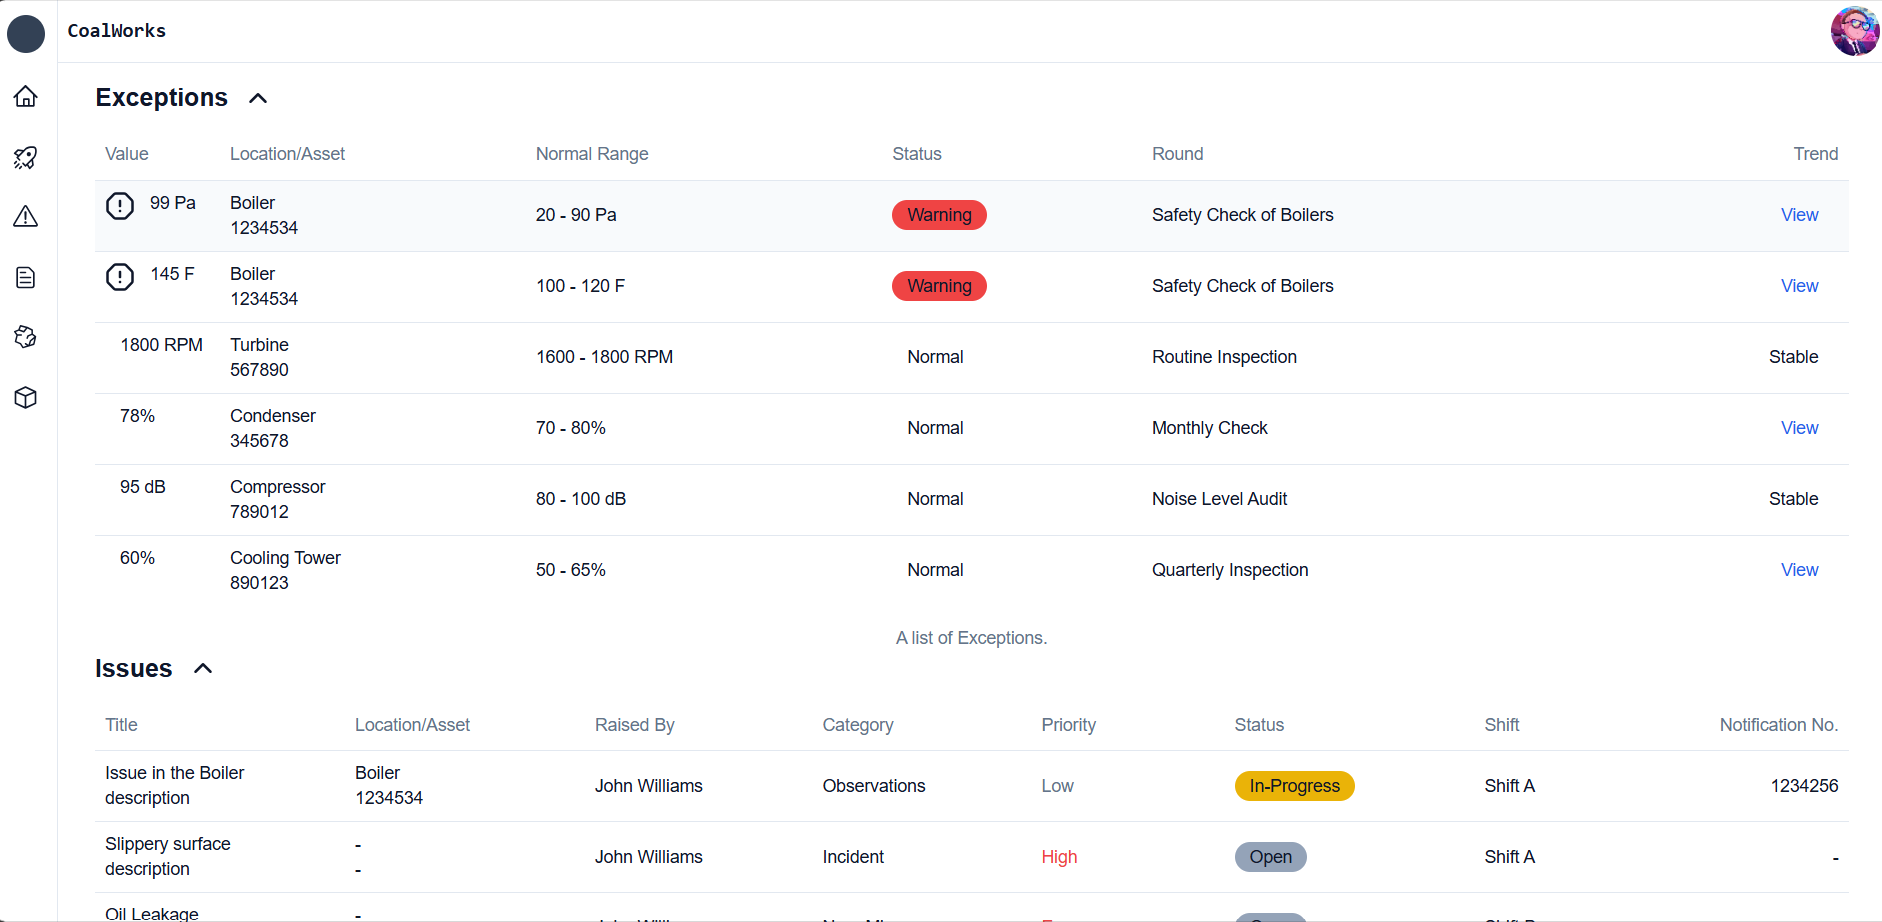 CoalWorks
Exceptions
Value Location/Asset Normal Range Status Round Trend
99 Pa Boiler 1234534 20 - 90 Pa Warning Safety Check of Boilers View
145 F Boiler 1234534 100 - 120 F Warning Safety Check of Boilers View
1800 RPM Turbine 567890 1600 - 1800 RPM Normal Routine Inspection Stable
78% Condenser 345678 70 - 80% Normal Monthly Check View
95 dB Compressor 789012 80 - 100 dB Normal Noise Level Audit Stable
60% Cooling Tower 890123 50 - 65% Normal Quarterly Inspection View
A list of Exceptions.
Issues
Title Location/Asset Raised By Category Priority Status Shift Notification No.
Issue in the Boiler description Boiler 1234534 John Williams Observations Low In-Progress Shift A 1234256
Slippery surface description - - John Williams Incident High Open Shift A -
Oil Leakage -